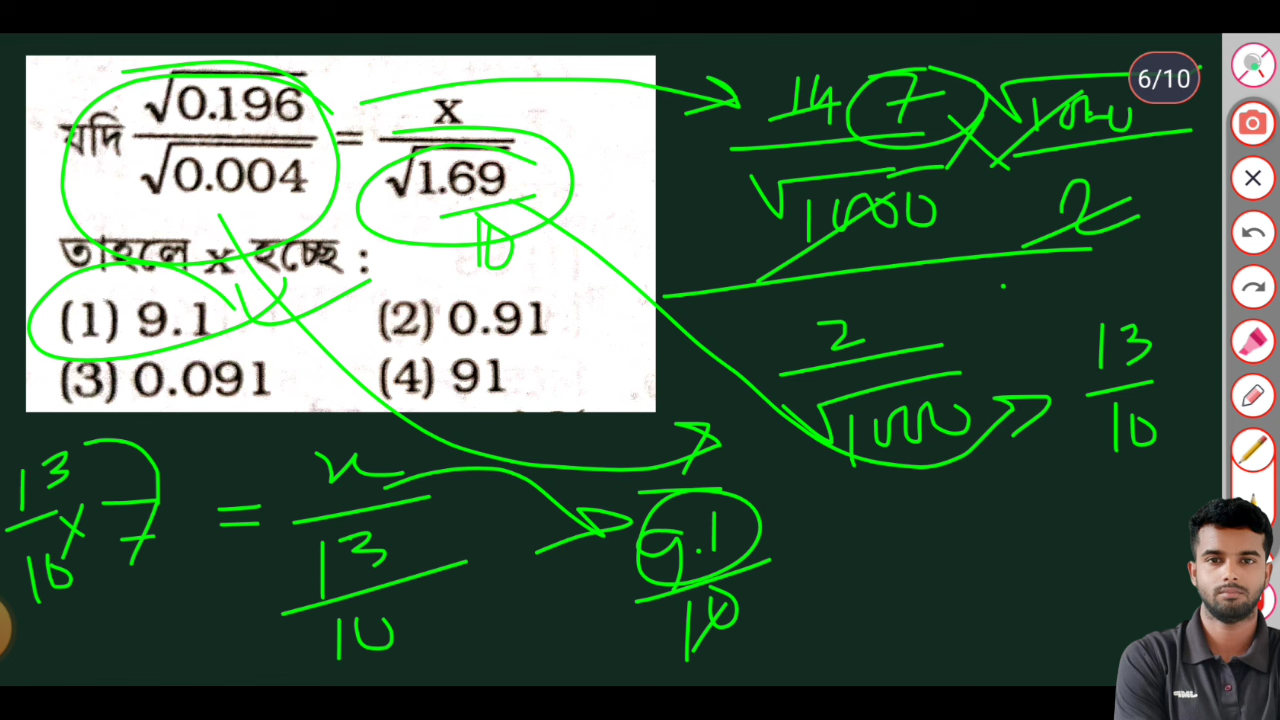 যদি √0.196 / √0.004 = x / √1.69
তাহলে x হচ্ছে :
(1) 9.1 (2) 0.91
(3) 0.091 (4) 91
10
6/10
14 7 × √1000
√1000 2
2 / √1000
13 / 10
13/10 × 7 = x / 13/10
7
9.1
10